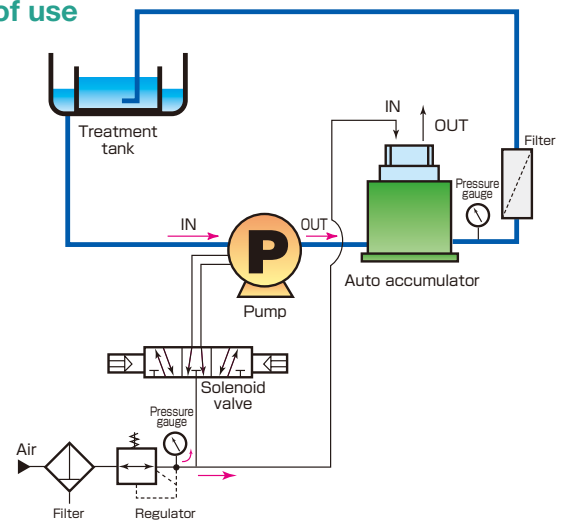 of use
Treatment
tank
IN
OUT
Filter
Pressure
gauge
IN
OUT
P
Auto accumulator
Pump
Solenoid
valve
Pressure
gauge
Air
Filter
Regulator